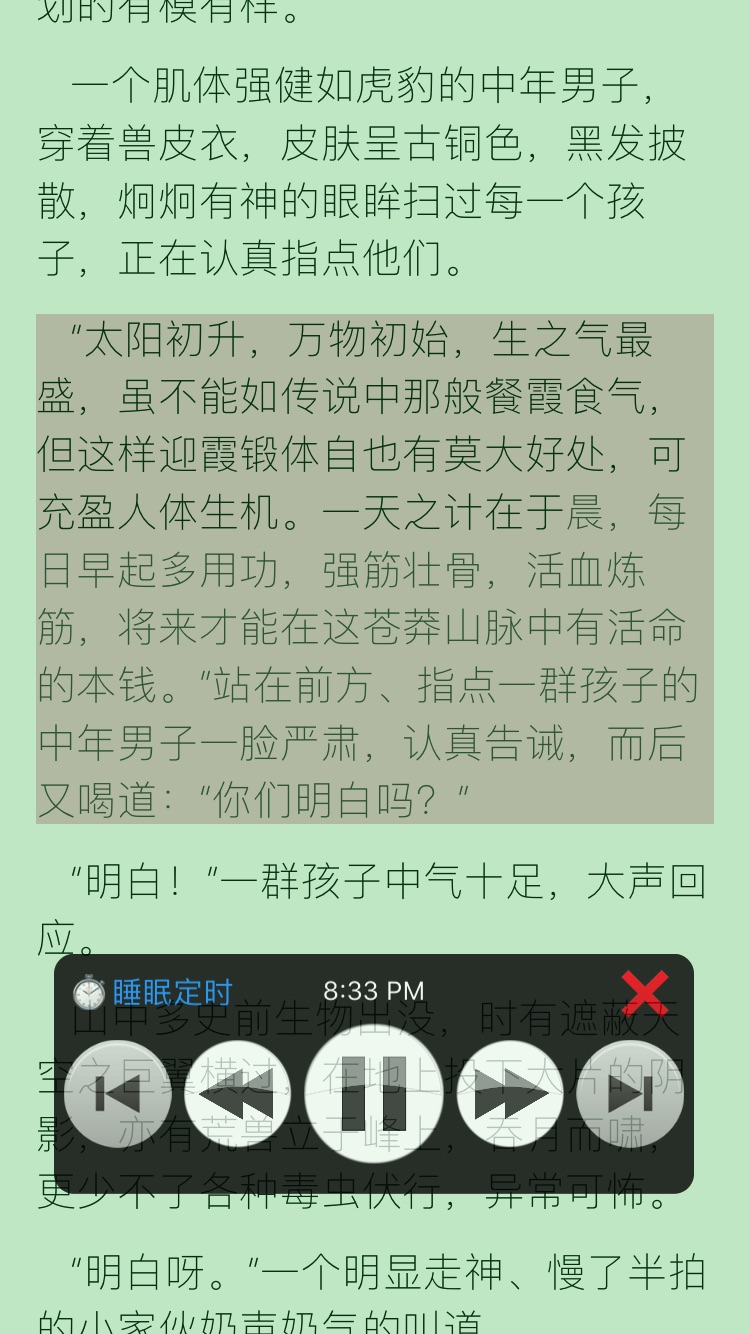 划的有模有样。
一个肌体强健如虎豹的中年男子，
穿着兽皮衣，皮肤呈古铜色，黑发披
散，炯炯有神的眼眸扫过每一个孩
子，正在认真指点他们。
“太阳初升，万物初始，生之气最
盛，虽不能如传说中那般餐霞食气，
但这样迎霞锻体自也有莫大好处，可
充盈人体生机。一天之计在于晨，每
日早起多用功，强筋壮骨，活血炼
筋，将来才能在这苍莽山脉中有活命
的本钱。“站在前方、指点一群孩子的
中年男子一脸严肃，认真告诫，而后
又喝道：“你们明白吗？”
“明白！”一群孩子中气十足，大声回
应。
睡眠定时 8:33 PM
山中多史前生物出没，时有遮蔽天
空之巨翼横过，在地上投下大片的阴
影，亦有荒兽立于峰上，吞月而啸，
更少不了各种毒虫伏行，异常可怖。
“明白呀。”一个明显走神、慢了半拍
的小家伙奶声奶气的叫道